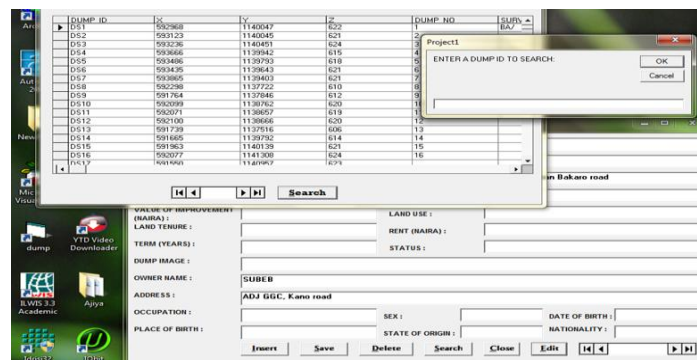 DUMP ID X Y Z DUMP NO SURV
DS1 592968 1140047 622 1 BA/
DS2 593123 1140045 621 2
DS3 593236 1140451 624 3
DS4 593666 1139942 615 4
DS5 593486 1139793 618 5
DS6 593435 1139643 621 6
DS7 593865 1139403 621 7
DS8 592298 1137722 610 8
DS9 591764 1137846 612 9
DS10 592099 1138762 620 10
DS11 592071 1138657 619
DS12 592100 1138666 620 12
DS13 591739 1137516 606 13
DS14 591665 1139792 614 14
DS15 591963 1140139 621 15
DS16 592077 1141308 624 16
DS17 591550 1140957 623
Search
Project1
ENTER A DUMP ID TO SEARCH:
OK
Cancel
Bakaro road
VALUE OF IMPROVEMENT
(NAIRA) :
LAND USE :
LAND TENURE :
RENT (NAIRA) :
TERM (YEARS) :
STATUS :
DUMP IMAGE :
OWNER NAME :
SUBEB
ADDRESS :
ADJ GGC, Kano road
OCCUPATION :
SEX :
DATE OF BIRTH :
PLACE OF BIRTH :
STATE OF ORIGIN :
NATIONALITY :
Insert Save Delete Search Close Edit
dump
YTD Video
Downloader
ILWIS 3.3
Academic
Ajiya